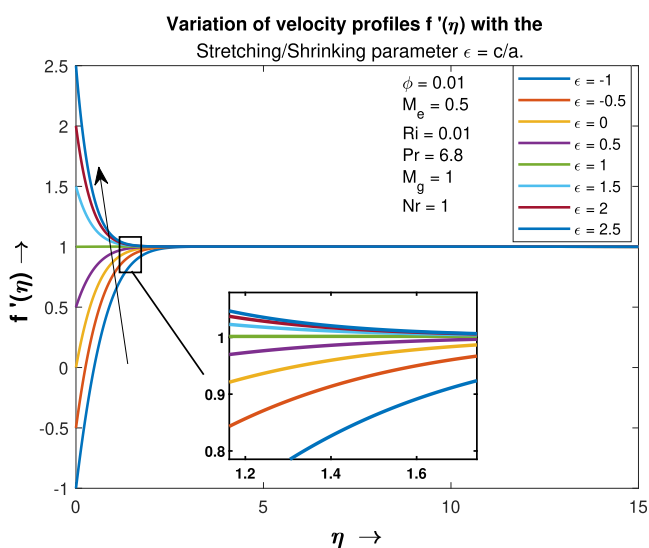 Variation of velocity profiles f '(η) with the
Stretching/Shrinking parameter ϵ = c/a.
ϕ = 0.01
M_e = 0.5
Ri = 0.01
Pr = 6.8
M_g = 1
Nr = 1
ϵ = -1
ϵ = -0.5
ϵ = 0
ϵ = 0.5
ϵ = 1
ϵ = 1.5
ϵ = 2
ϵ = 2.5
f '(η) →
2.5
2
1.5
1
0.5
0
-0.5
-1
1
0.9
0.8
1.2 1.4 1.6
0 5 10 15
η →